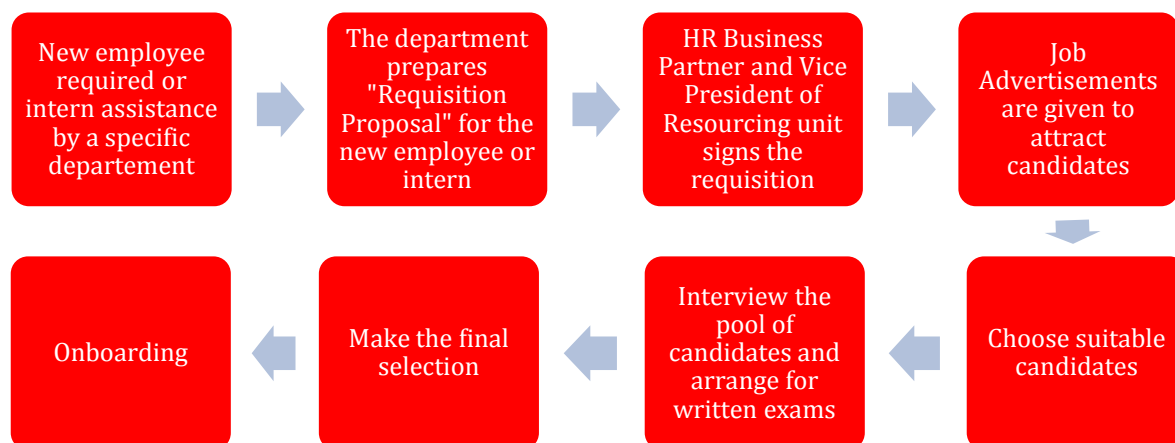 New employee
required or
intern assistance
by a specific
departement
The department
prepares
"Requisition
Proposal" for the
new employee or
intern
HR Business
Partner and Vice
President of
Resourcing unit
signs the
requisition
Job
Advertisements
are given to
attract
candidates
Choose suitable
candidates
Interview the
pool of
candidates and
arrange for
written exams
Make the final
selection
Onboarding